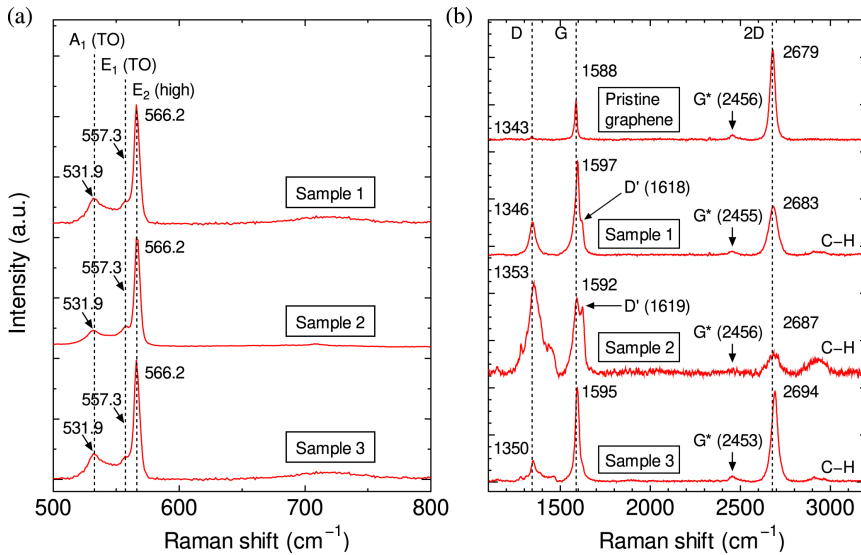 (a)
A₁ (TO)
E₁ (TO)
E₂ (high)
566.2
557.3
531.9
Sample 1
566.2
557.3
531.9
Sample 2
566.2
557.3
531.9
Sample 3
500
600
700
800
Raman shift (cm⁻¹)
Intensity (a.u.)
(b)
D
G
2D
1588
2679
Pristine
graphene
G* (2456)
1343
1597
D' (1618)
1346
2683
G* (2455)
Sample 1
C−H
1353
1592
D' (1619)
2687
G* (2456)
Sample 2
C−H
1595
2694
G* (2453)
1350
Sample 3
C−H
1500
2000
2500
3000
Raman shift (cm⁻¹)